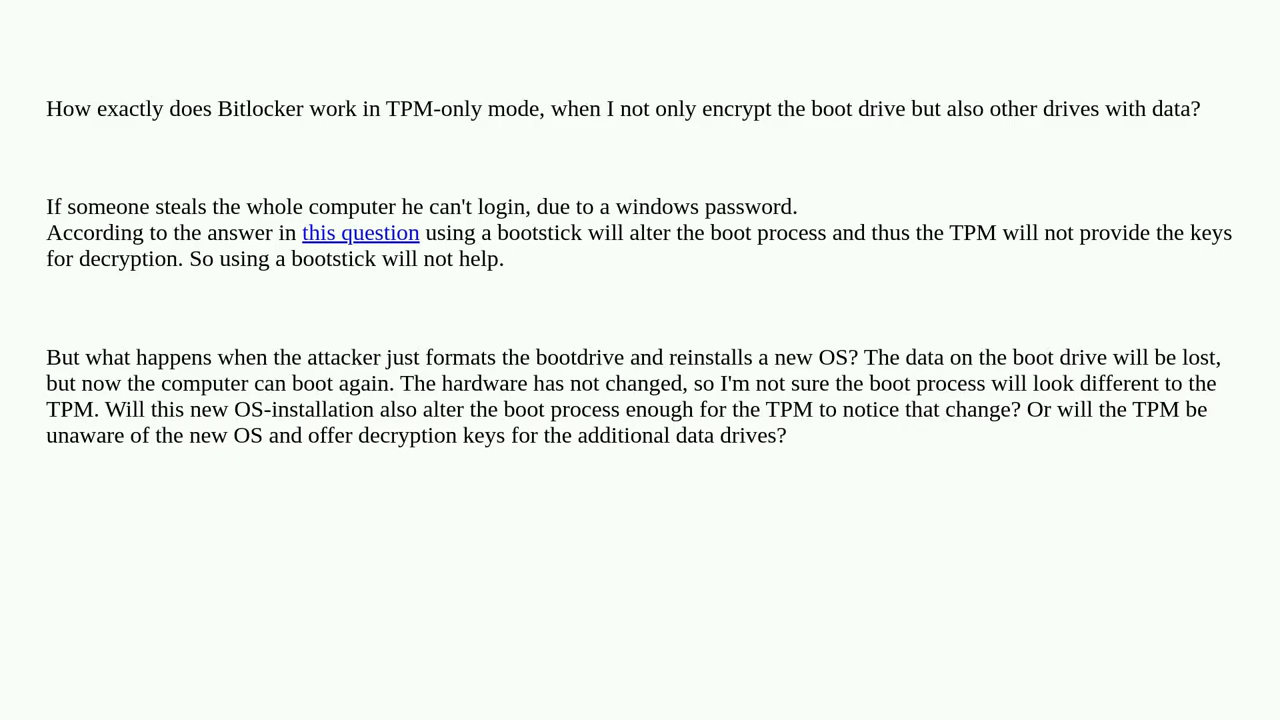 How exactly does Bitlocker work in TPM-only mode, when I not only encrypt the boot drive but also other drives with data?
If someone steals the whole computer he can't login, due to a windows password.
According to the answer in this question using a bootstick will alter the boot process and thus the TPM will not provide the keys
for decryption. So using a bootstick will not help.
But what happens when the attacker just formats the bootdrive and reinstalls a new OS? The data on the boot drive will be lost,
but now the computer can boot again. The hardware has not changed, so I'm not sure the boot process will look different to the
TPM. Will this new OS-installation also alter the boot process enough for the TPM to notice that change? Or will the TPM be
unaware of the new OS and offer decryption keys for the additional data drives?